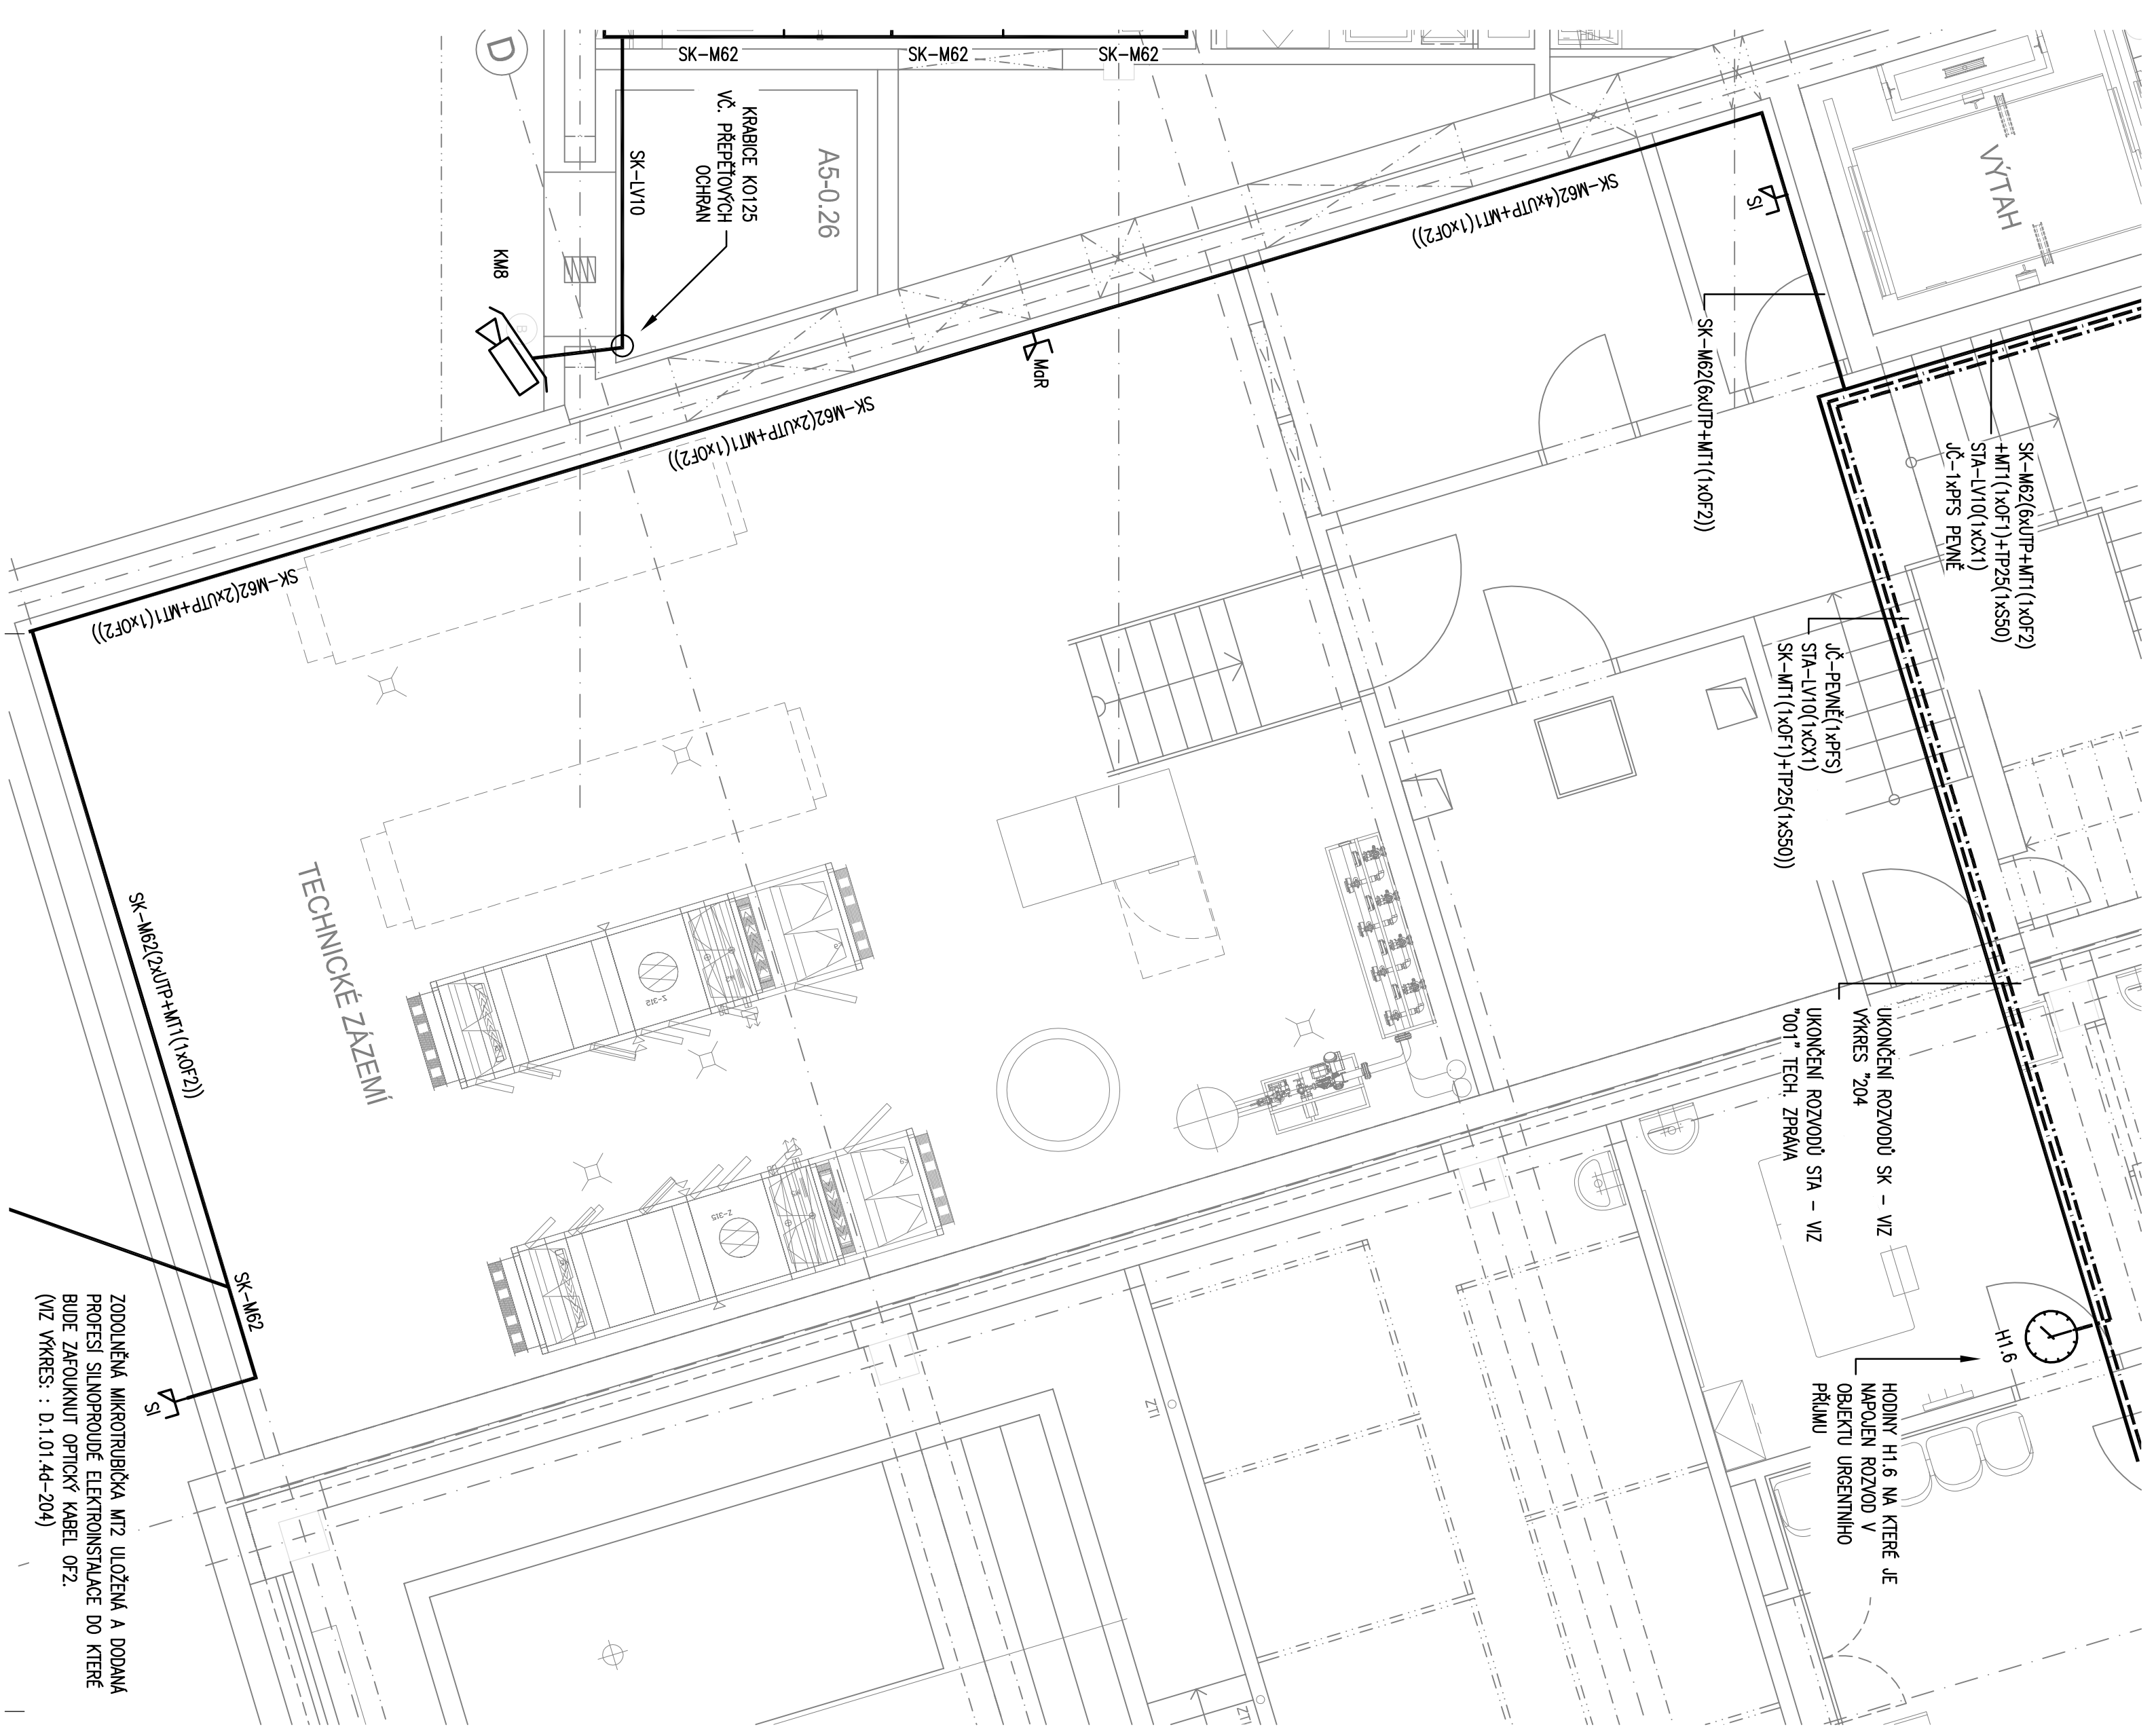 D
SK-M62
SK-M62
SK-M62
KRABICE KO125
VČ. PŘEPĚŤOVÝCH
OCHRAN
A5-0.26
SK-LV10
KM8
VÝTAH
SI
SK-M62(4xUTP+MT1(1xOF2))
MaR
SK-M62(6xUTP+MT1(1xOF2))
SK-M62(6xUTP+MT1(1xOF2)
+MT1(1xOF1)+TP25(1xS50)
STA-LV10(1xCX1)
JČ-1xPFS PEVNĚ
SK-M62(2xUTP+MT1(1xOF2))
SK-M62(2xUTP+MT1(1xOF2))
JČ-PEVNĚ(1xPFS)
STA-LV10(1xCX1)
SK-MT1(1xOF1)+TP25(1xS50))
TECHNICKÉ ZÁZEMÍ
SK-M62(2xUTP+MT1(1xOF2))
Z-315
Z-315
UKONČENÍ ROZVODŮ SK - VIZ
VÝKRES "204
UKONČENÍ ROZVODŮ STA - VIZ
"001" TECH. ZPRÁVA
H1.6
HODINY H1.6 NA KTERÉ JE
NAPOJEN ROZVOD V
OBJEKTU URGENTNÍHO
PŘÍJMU
SK-M62
SI
ZTI
ZTI
ZODOLNĚNÁ MIKROTRUBIČKA MT2 ULOŽENÁ A DODANÁ
PROFESÍ SILNOPROUDÉ ELEKTROINSTALACE DO KTERÉ
BUDE ZAFOUKNUT OPTICKÝ KABEL OF2.
(VIZ VÝKRES: : D.1.01.4d-204)